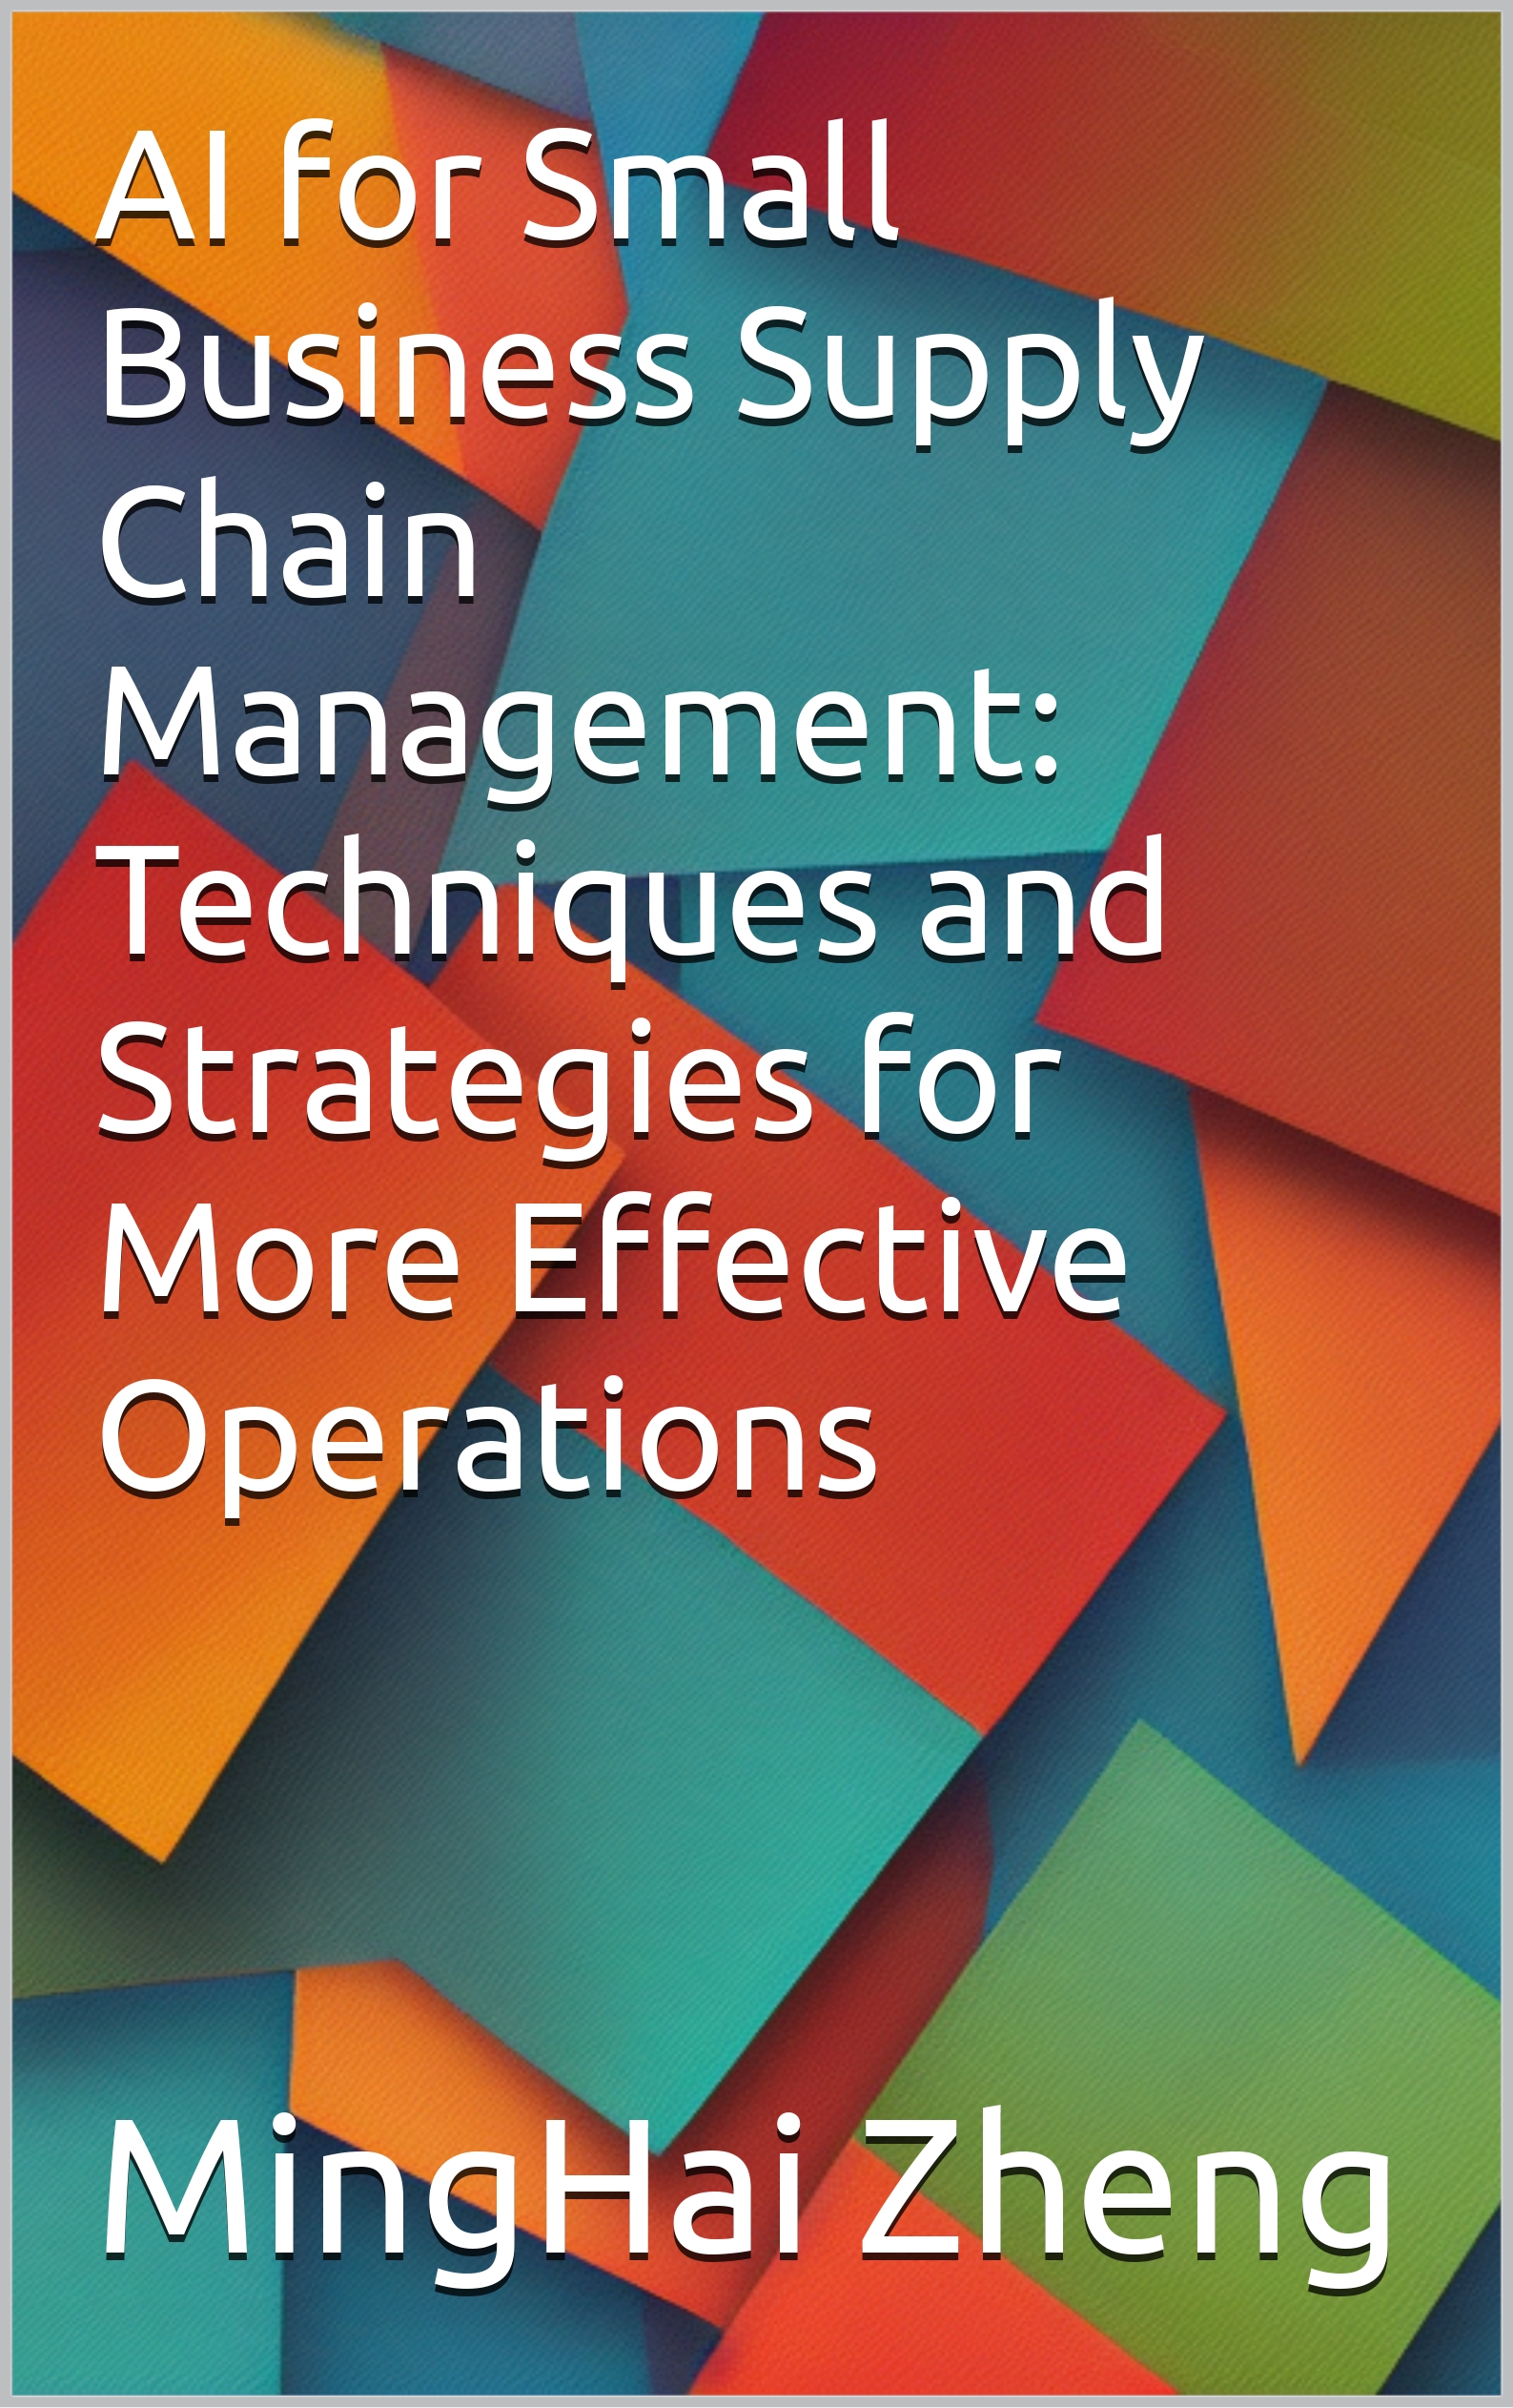 AI for Small
Business Supply
Chain
Management:
Techniques and
Strategies for
More Effective
Operations
MingHai Zheng